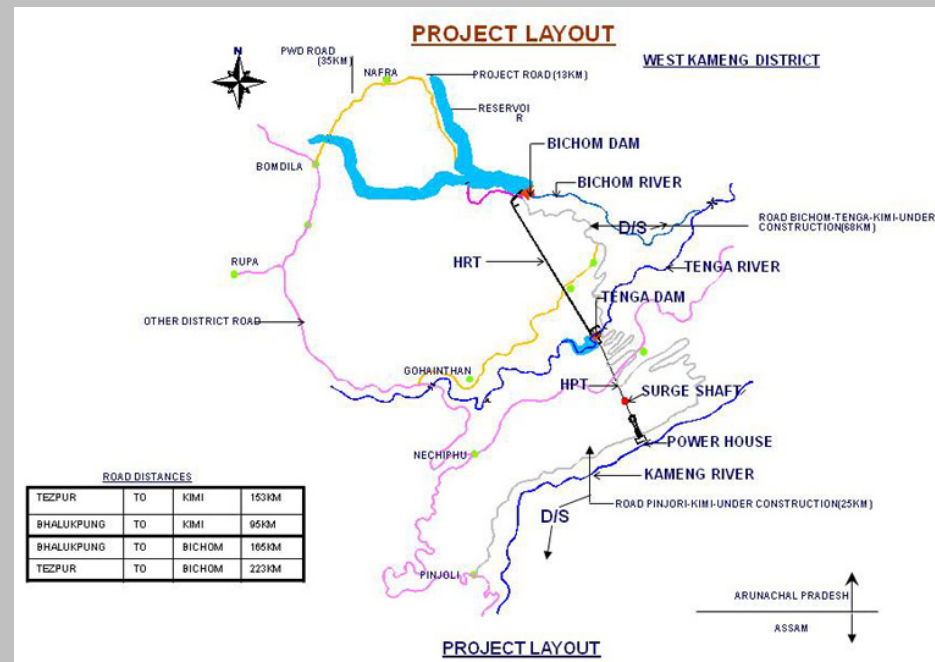 PROJECT LAYOUT
WEST KAMENG DISTRICT
N
PWD ROAD
(35KM)
NAFRA
PROJECT ROAD (13KM)
RESERVOI
R
BICHOM DAM
BOMDILA
BICHOM RIVER
D/S
ROAD BICHOM-TENGA-KIMI-UNDER
CONSTRUCTION(68KM)
RUPA
HRT
TENGA RIVER
TENGA DAM
OTHER DISTRICT ROAD
GOHAINTHAN
HPT
SURGE SHAFT
NECHIPHU
POWER HOUSE
KAMENG RIVER
ROAD PINJORI-KIMI-UNDER CONSTRUCTION(25KM)
D/S
ROAD DISTANCES
TEZPUR TO KIMI 153KM
BHALUKPUNG TO KIMI 95KM
BHALUKPUNG TO BICHOM 165KM
TEZPUR TO BICHOM 223KM
PINJOLI
ARUNACHAL PRADESH
ASSAM
PROJECT LAYOUT